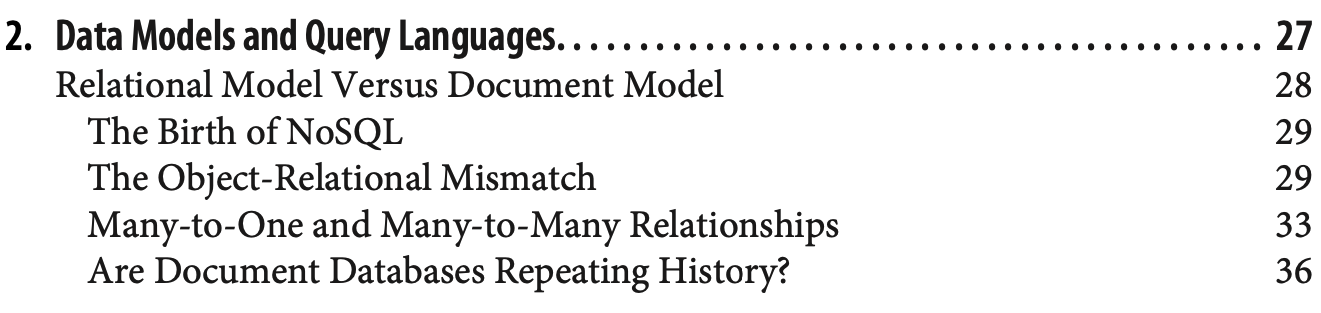 2. Data Models and Query Languages. . . . . . . . . . . . . . . . . . . . . . . . . . . . . . . . . . . . . . . . . . . 27
Relational Model Versus Document Model 28
The Birth of NoSQL 29
The Object-Relational Mismatch 29
Many-to-One and Many-to-Many Relationships 33
Are Document Databases Repeating History? 36